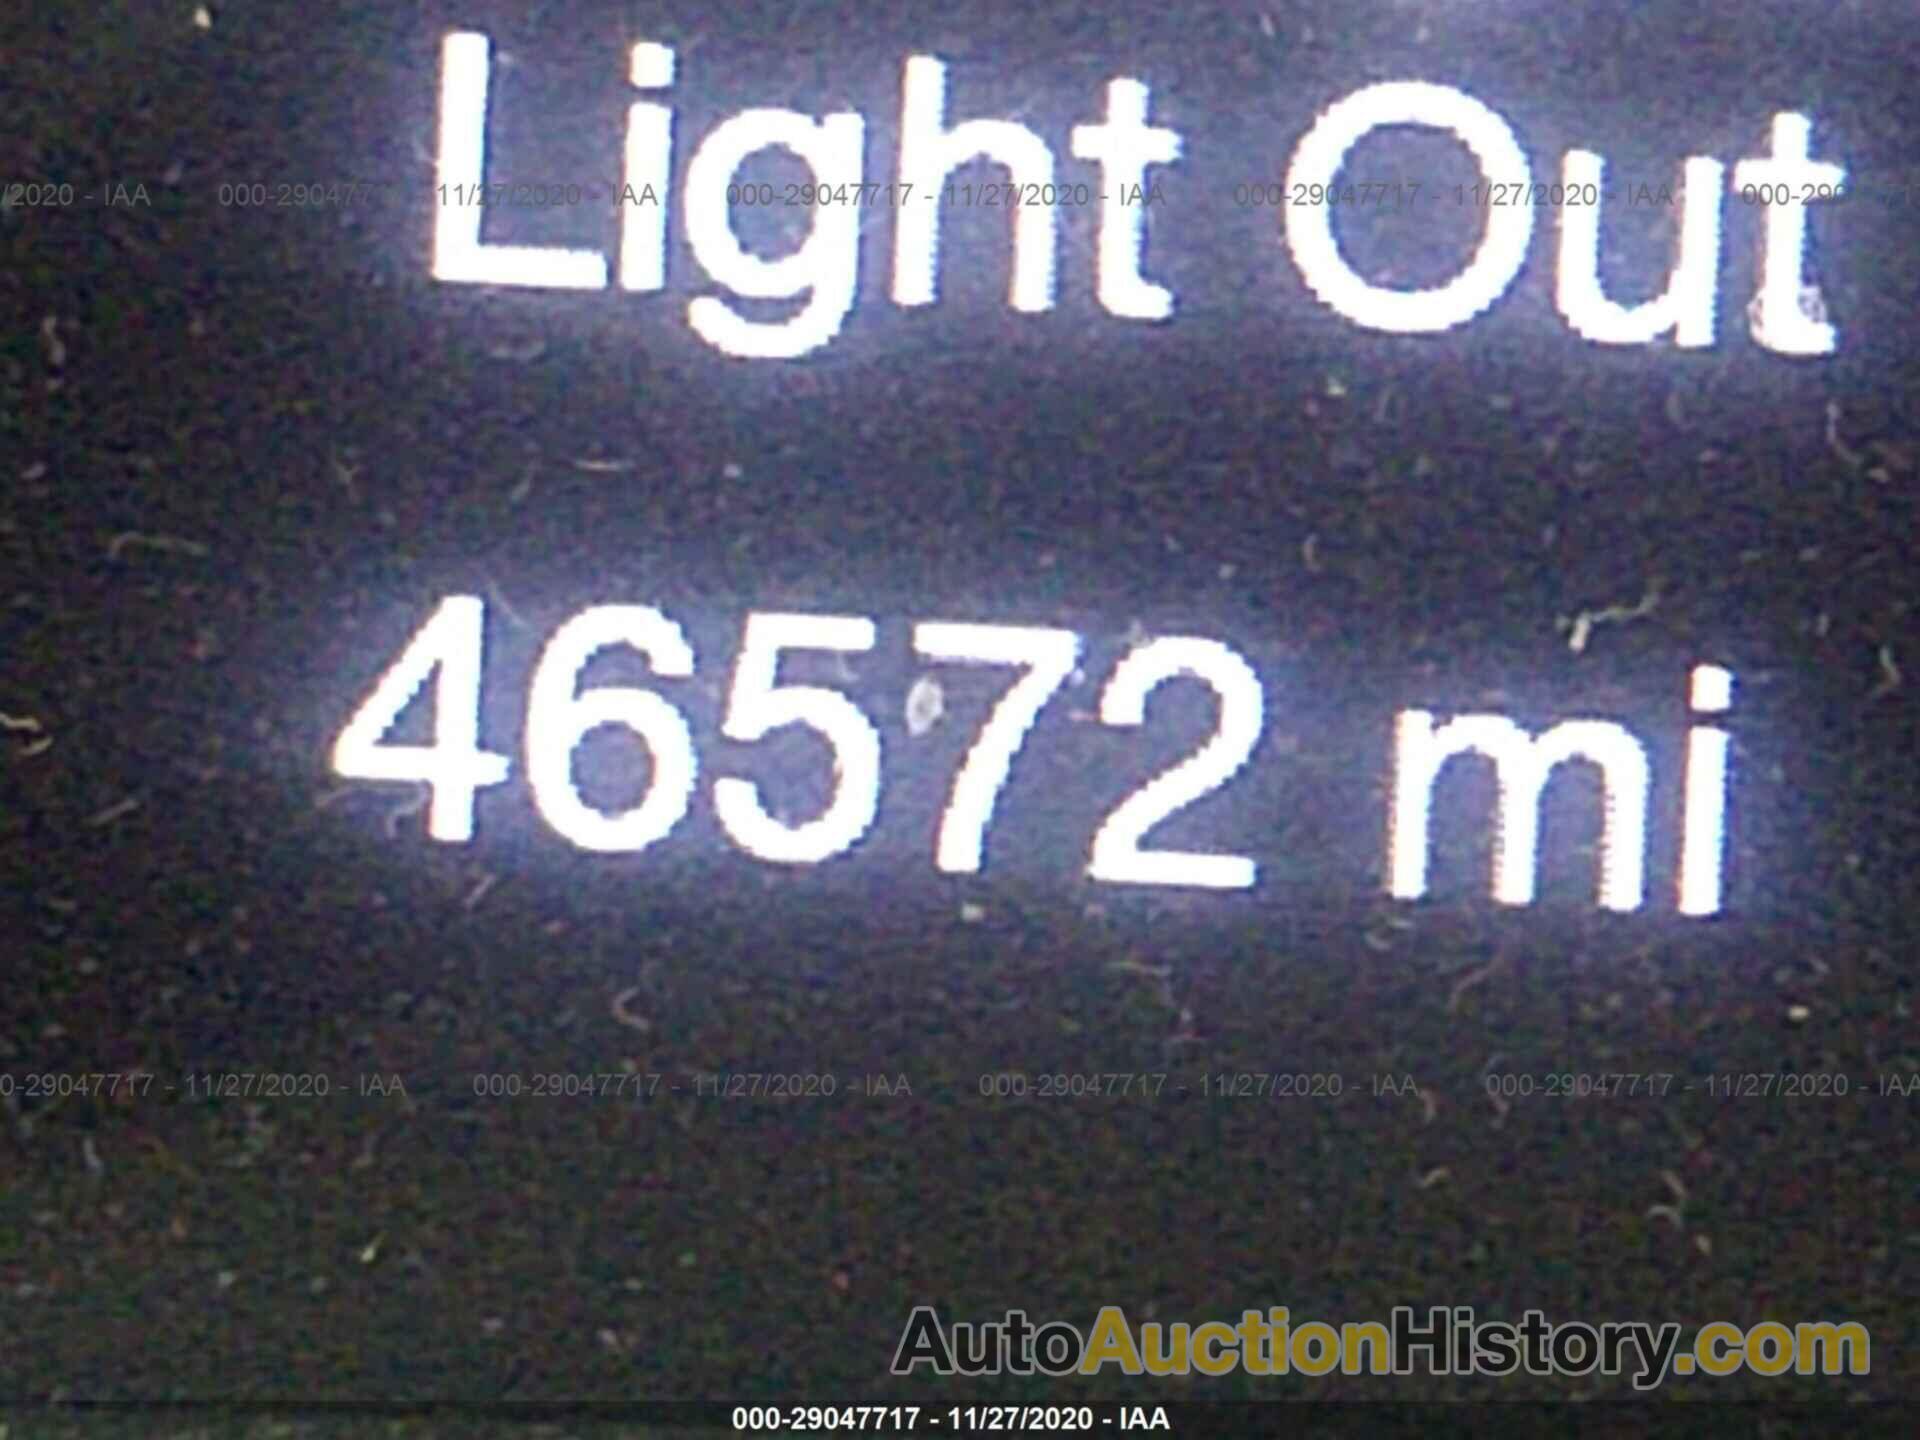 Light Out
/2020 - IAA 000-29047717 - 11/27/2020 - IAA 000-29047717 - 11/27/2020 - IAA 000-29047717 - 11/27/2020 - IAA 000-29047717
46572 mi
0-29047717 - 11/27/2020 - IAA 000-29047717 - 11/27/2020 - IAA 000-29047717 - 11/27/2020 - IAA 000-29047717 - 11/27/2020 - IAA
AutoAuctionHistory.com
000-29047717 - 11/27/2020 - IAA